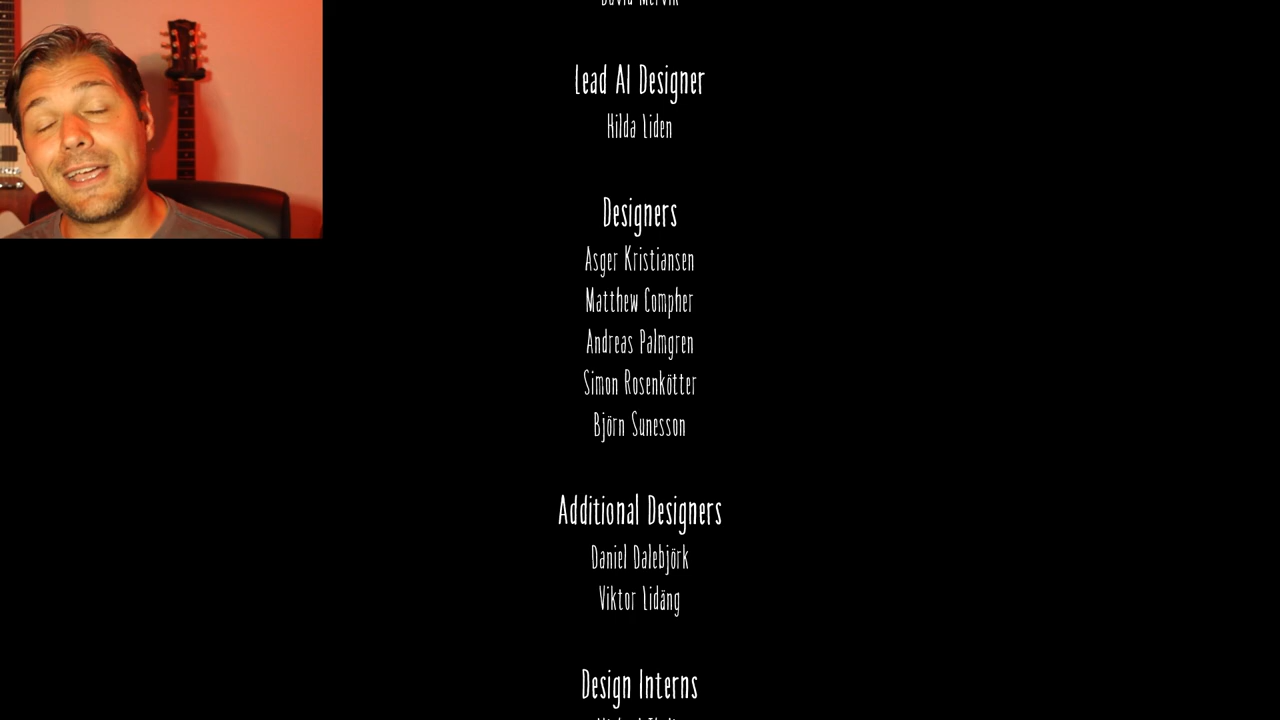 Lead AI Designer
Hilda Liden
Designers
Asger Kristiansen
Matthew Compher
Andreas Palmgren
Simon Rosenkötter
Björn Sunesson
Additional Designers
Daniel Dalebjörk
Viktor Lidäng
Design Interns